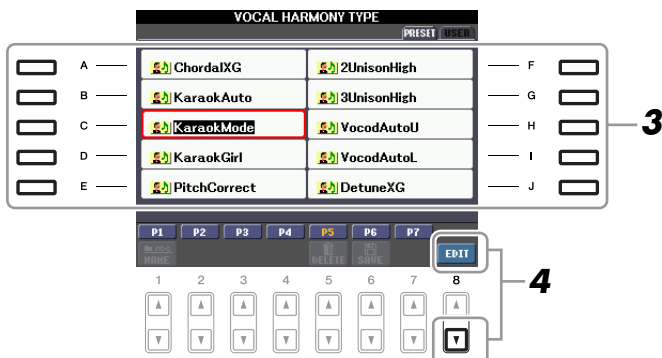 VOCAL HARMONY TYPE
PRESET USER
A ChordalXG 2UnisonHigh F
B KaraokAuto 3UnisonHigh G
C KaraokMode VocodAutoU H 3
D KaraokGirl VocodAutoL I
E PitchCorrect DetuneXG J
P1 P2 P3 P4 P5 P6 P7
NAME DELETE SAVE EDIT
1 2 3 4 5 6 7 8 4